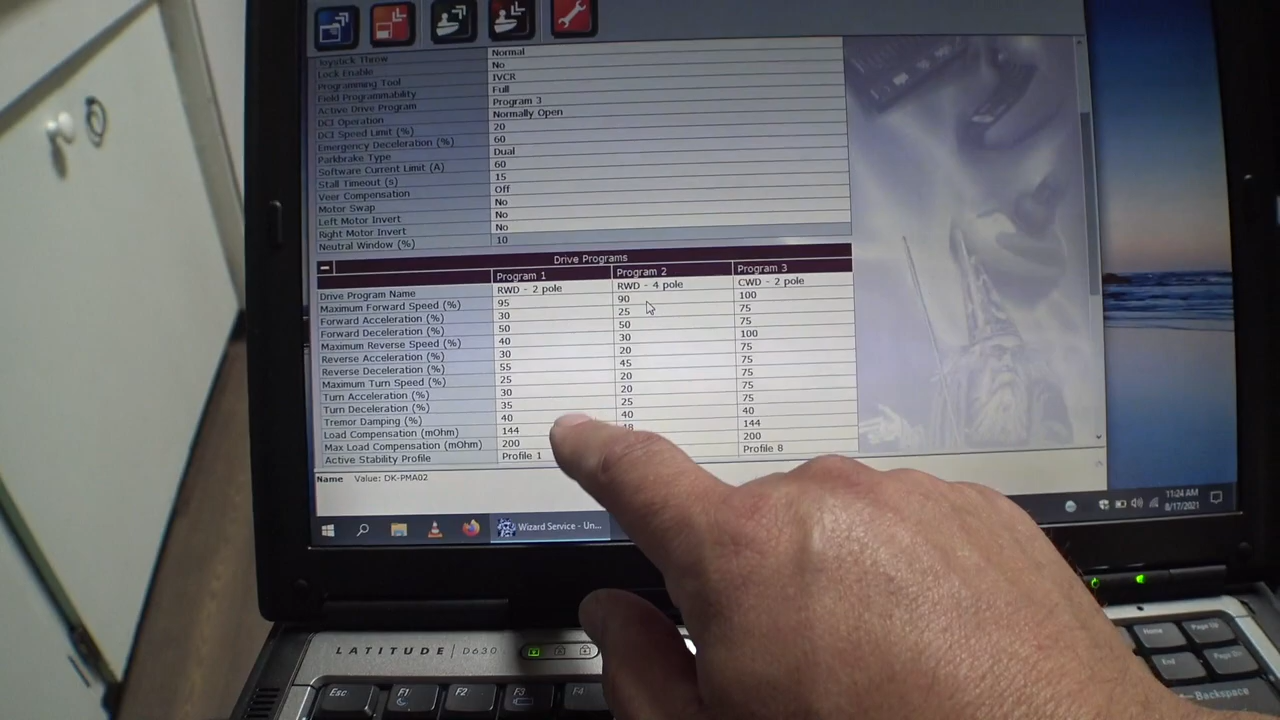 Joystick Throw Normal
Lock Enable No
Programming Tool IVCR
Field Programmability Full
Active Drive Program Program 3
DCI Operation Normally Open
DCI Speed Limit (%) 20
Emergency Deceleration (%) 60
Parkbrake Type Dual
Software Current Limit (A) 60
Stall Timeout (s) 15
Veer Compensation Off
Motor Swap No
Left Motor Invert No
Right Motor Invert No
Neutral Window (%) 10
Drive Programs
Program 1 Program 2 Program 3
Drive Program Name RWD - 2 pole RWD - 4 pole CWD - 2 pole
Maximum Forward Speed (%) 95 90 100
Forward Acceleration (%) 30 25 75
Forward Deceleration (%) 50 50 75
Maximum Reverse Speed (%) 40 30 100
Reverse Acceleration (%) 30 20 75
Reverse Deceleration (%) 55 45 75
Maximum Turn Speed (%) 25 20 75
Turn Acceleration (%) 30 20 75
Turn Deceleration (%) 35 25 75
Tremor Damping (%) 40 40 40
Load Compensation (mOhm) 144 144
Max Load Compensation (mOhm) 200 200
Active Stability Profile Profile 1 Profile 8
Name Value: DK-PMA02
Wizard Service - Un...
11:24 AM
8/17/2021
LATITUDE D630
Esc F1 F2 F3 F4
Home Page Up
End
Backspace